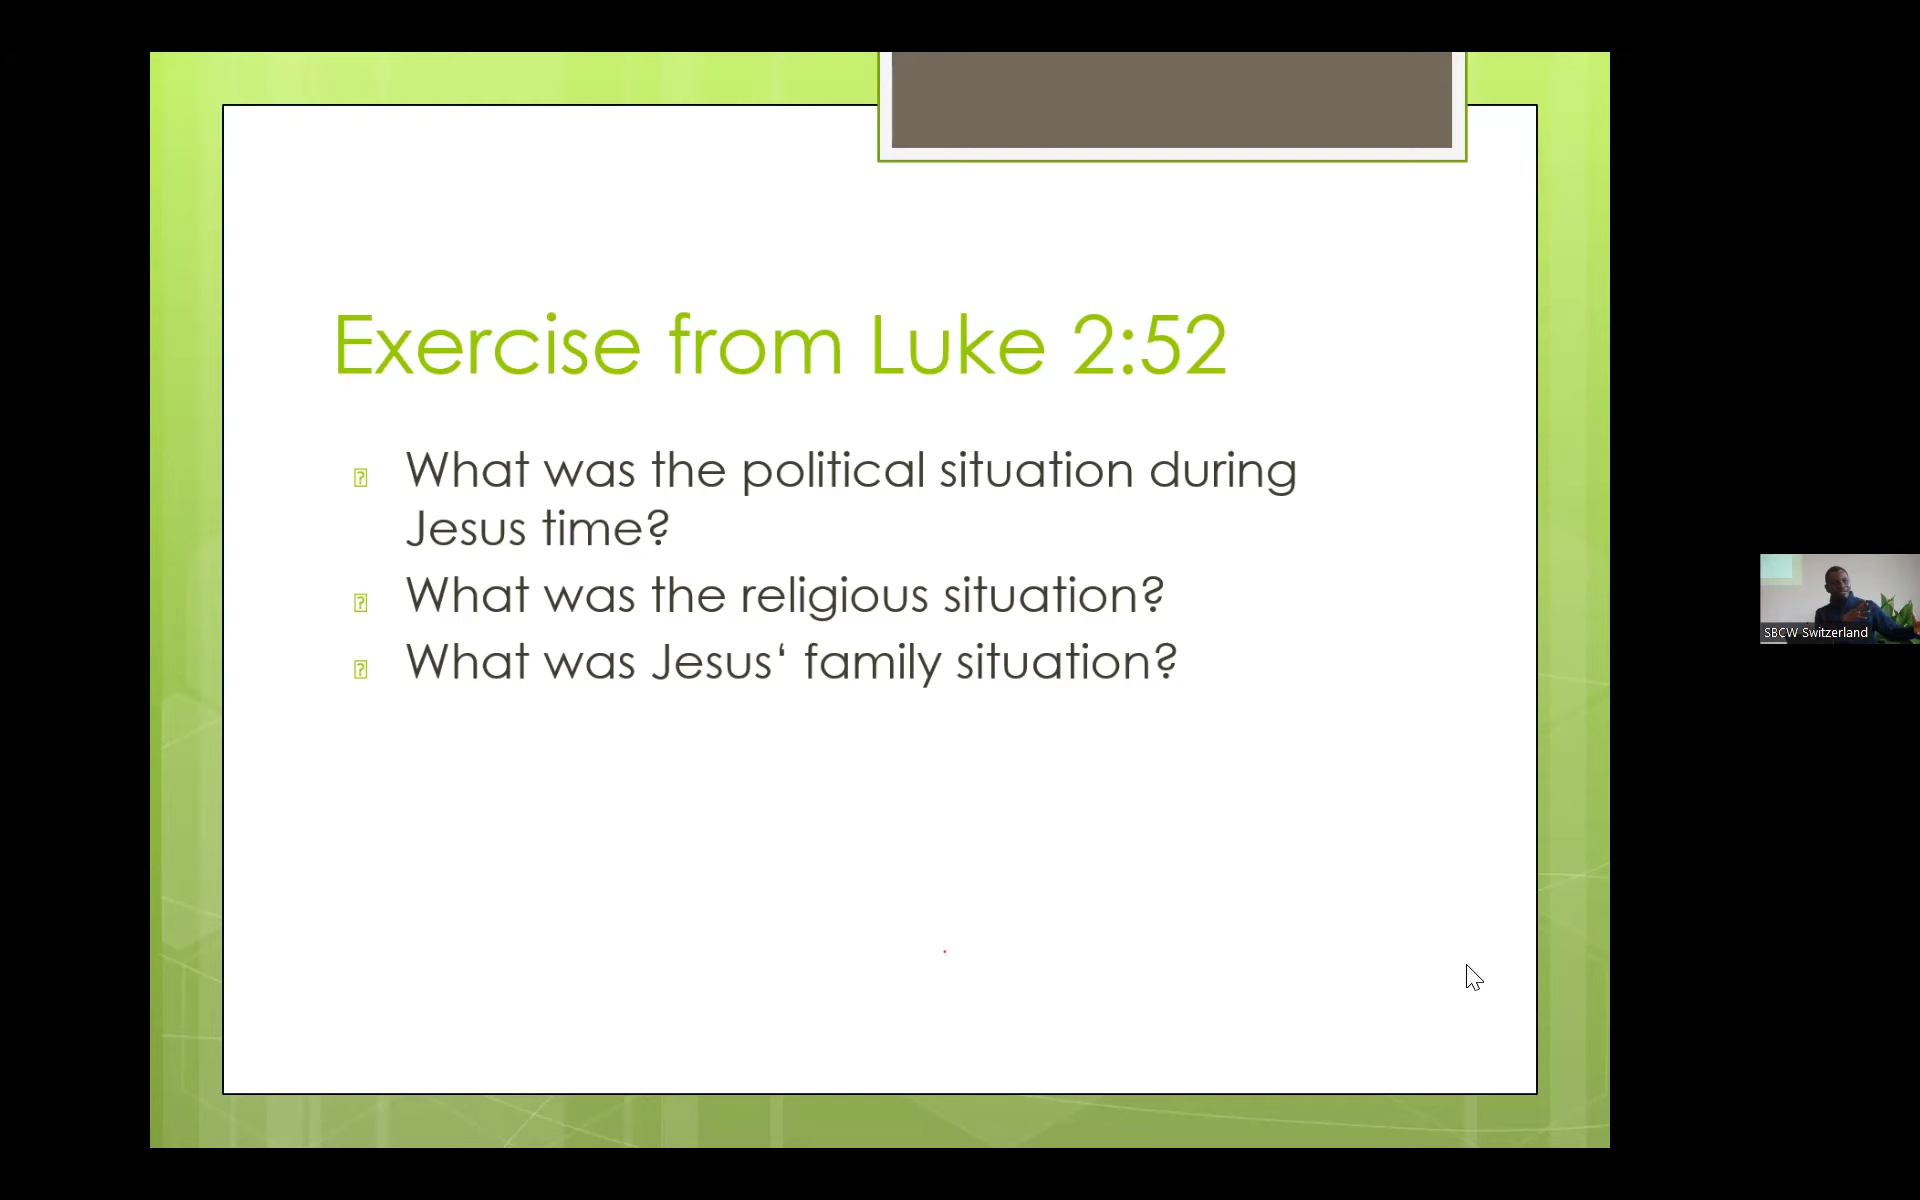 Exercise from Luke 2:52
What was the political situation during
Jesus time?
What was the religious situation?
What was Jesus‘ family situation?
SBCW Switzerland